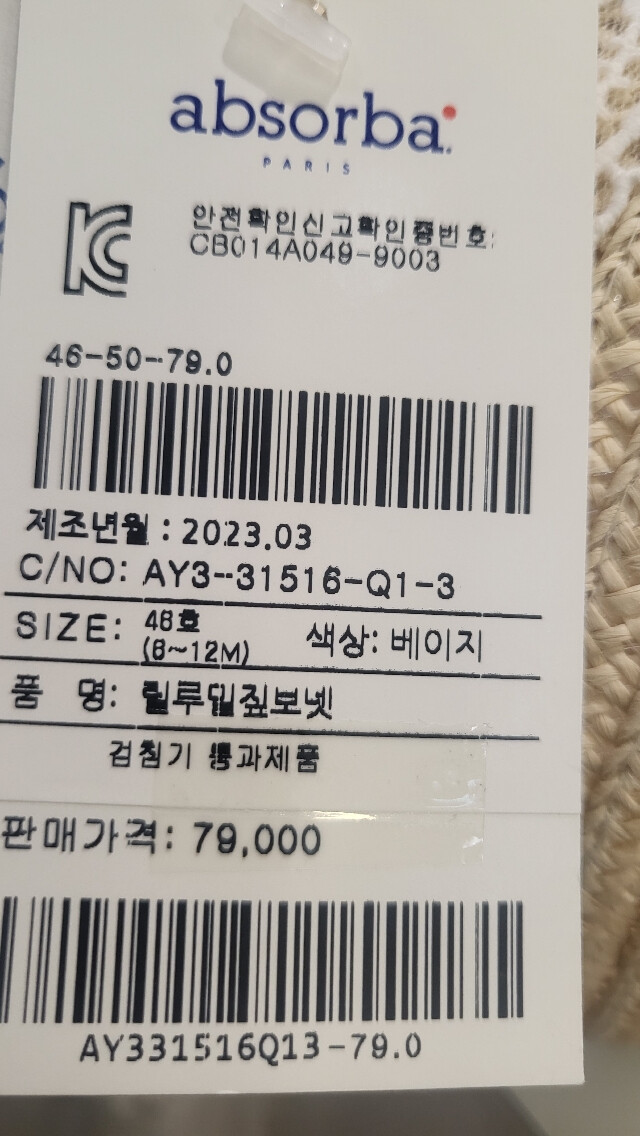 absorba.
PARIS
안전확인신고확인증번호:
CB014A049-9003
46-50-79.0
제조년월 : 2023.03
C/NO: AY3-31516-Q1-3
SIZE: 46호
(6~12M) 색상: 베이지
품 명: 릴루밀짚보넷
검침기 통과제품
판매가격: 79,000
AY331516Q13-79.0